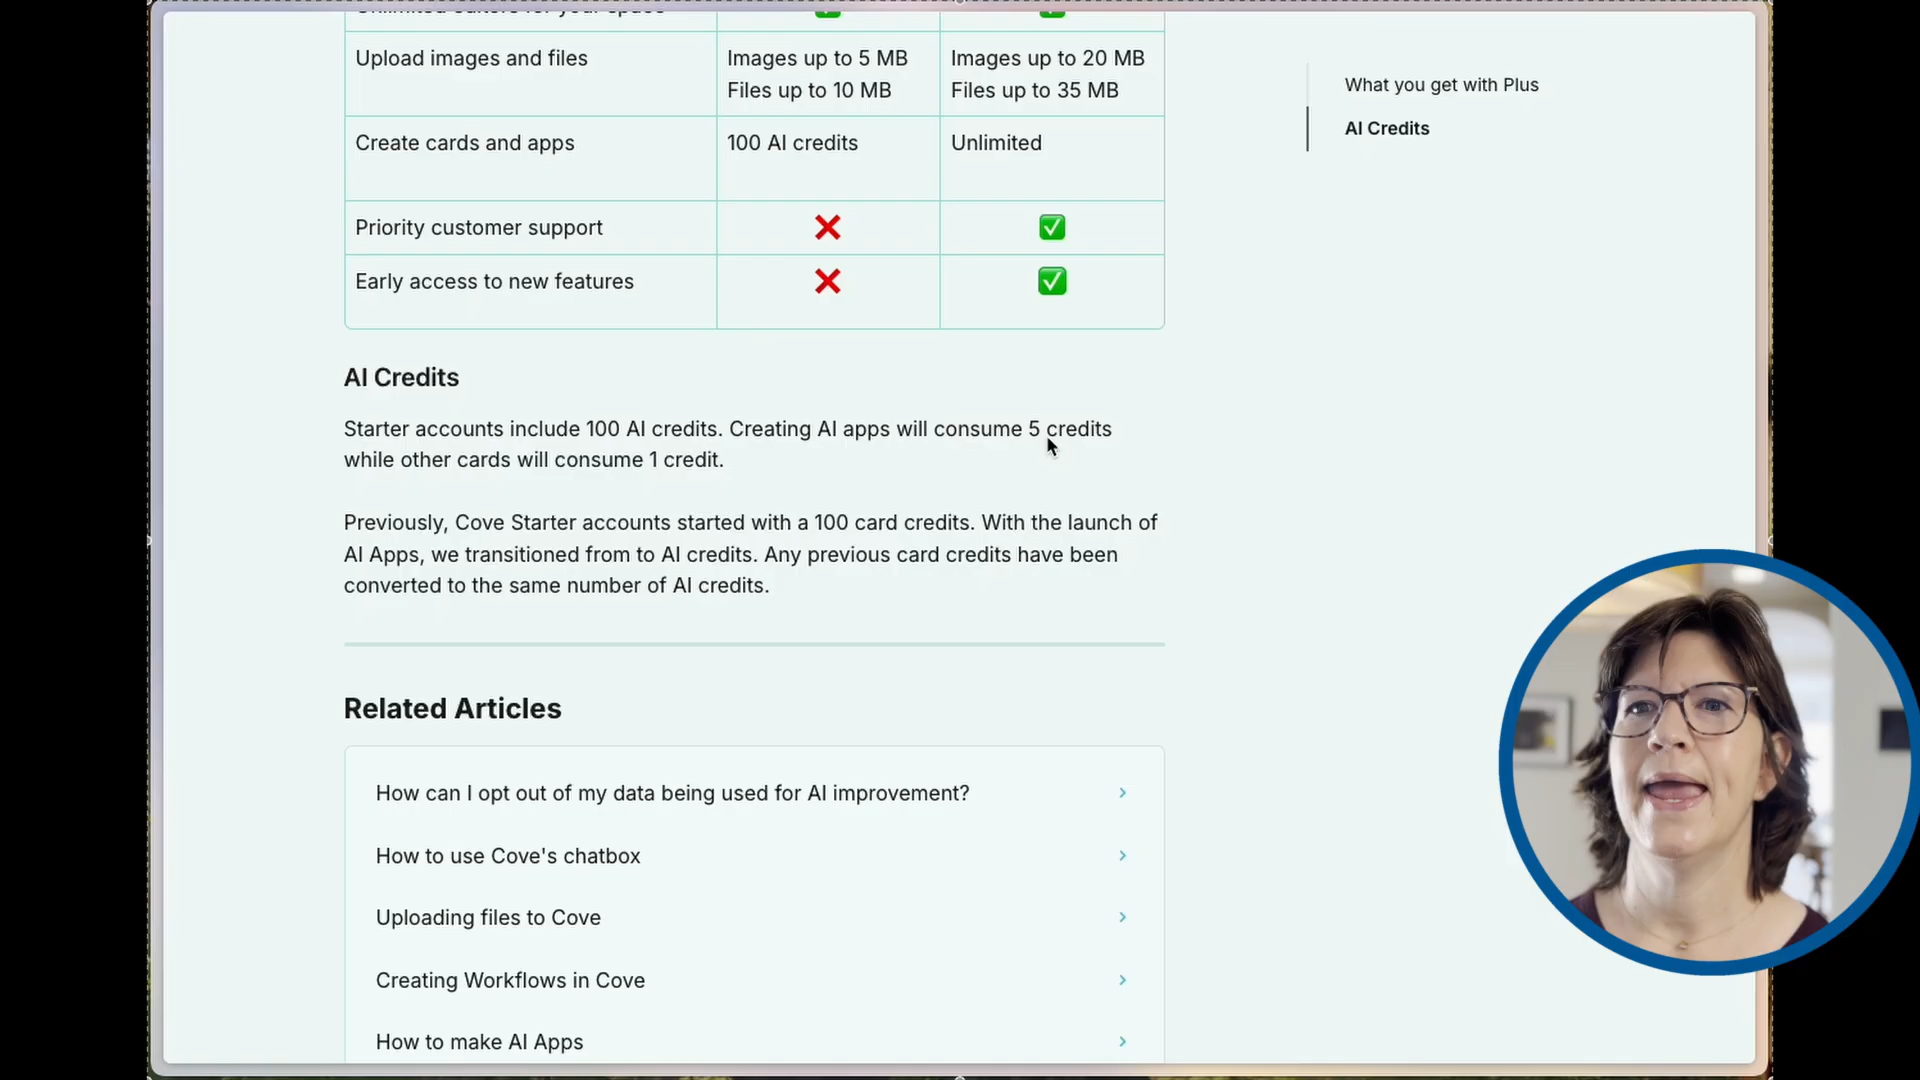 Unlimited editors for your space
Upload images and files
Images up to 5 MB
Files up to 10 MB
Images up to 20 MB
Files up to 35 MB
Create cards and apps
100 AI credits
Unlimited
Priority customer support
Early access to new features
AI Credits
Starter accounts include 100 AI credits. Creating AI apps will consume 5 credits
while other cards will consume 1 credit.
Previously, Cove Starter accounts started with a 100 card credits. With the launch of
AI Apps, we transitioned from to AI credits. Any previous card credits have been
converted to the same number of AI credits.
Related Articles
How can I opt out of my data being used for AI improvement?
How to use Cove's chatbox
Uploading files to Cove
Creating Workflows in Cove
How to make AI Apps
What you get with Plus
AI Credits